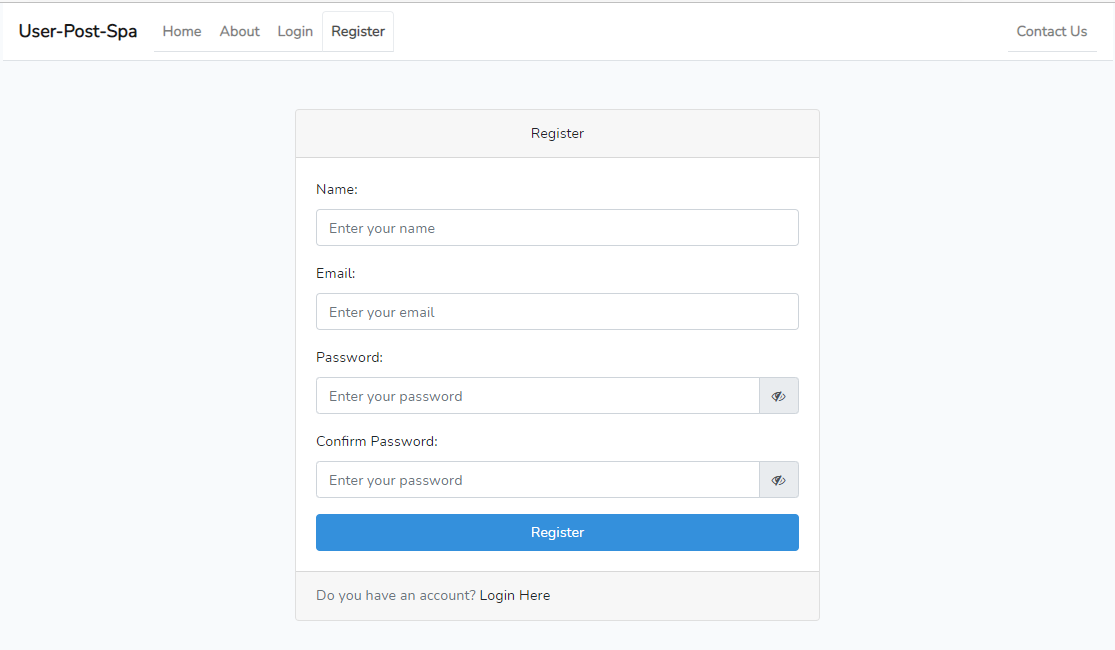 User-Post-Spa Home About Login Register Contact Us
Register
Name:
Enter your name
Email:
Enter your email
Password:
Enter your password
Confirm Password:
Enter your password
Register
Do you have an account? Login Here